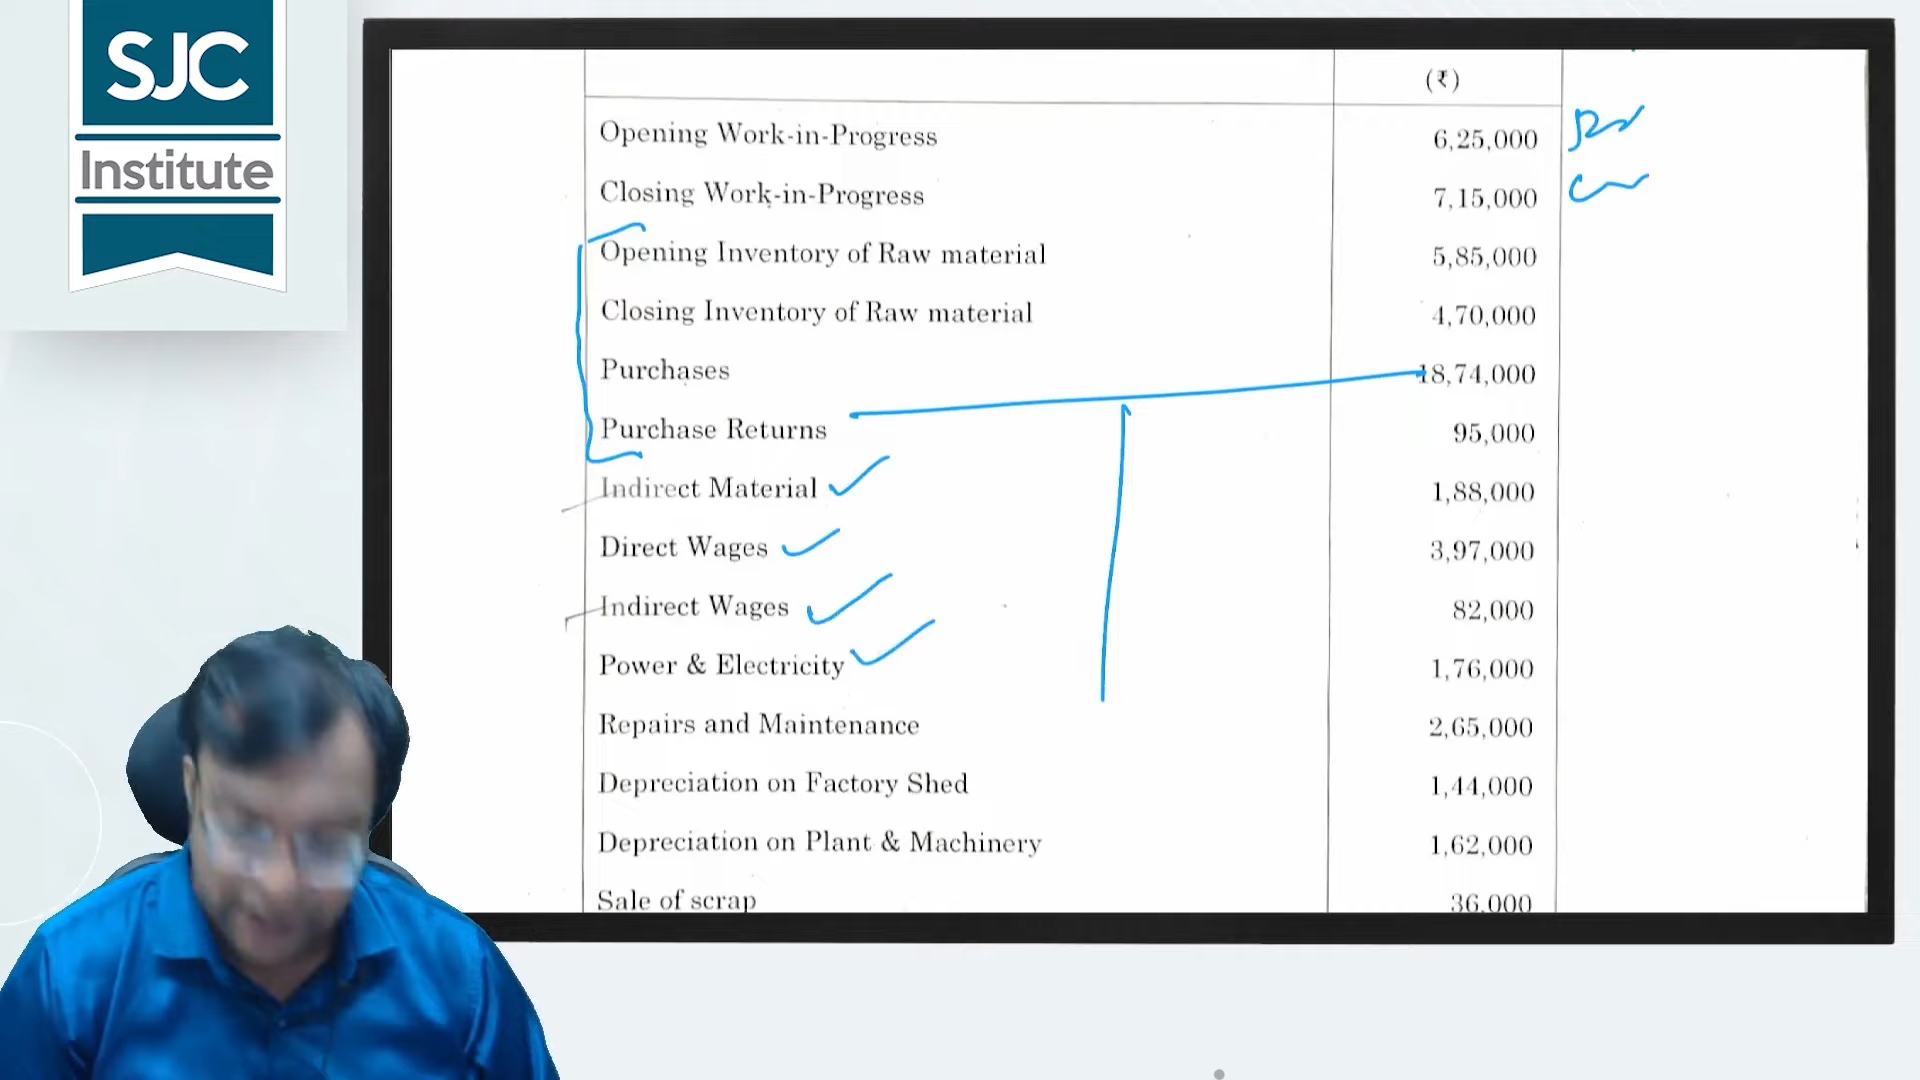 SJC
Institute
(₹)
Opening Work-in-Progress 6,25,000
Closing Work-in-Progress 7,15,000
Opening Inventory of Raw material 5,85,000
Closing Inventory of Raw material 4,70,000
Purchases 18,74,000
Purchase Returns 95,000
Indirect Material 1,88,000
Direct Wages 3,97,000
Indirect Wages 82,000
Power & Electricity 1,76,000
Repairs and Maintenance 2,65,000
Depreciation on Factory Shed 1,44,000
Depreciation on Plant & Machinery 1,62,000
Sale of scrap 36,000